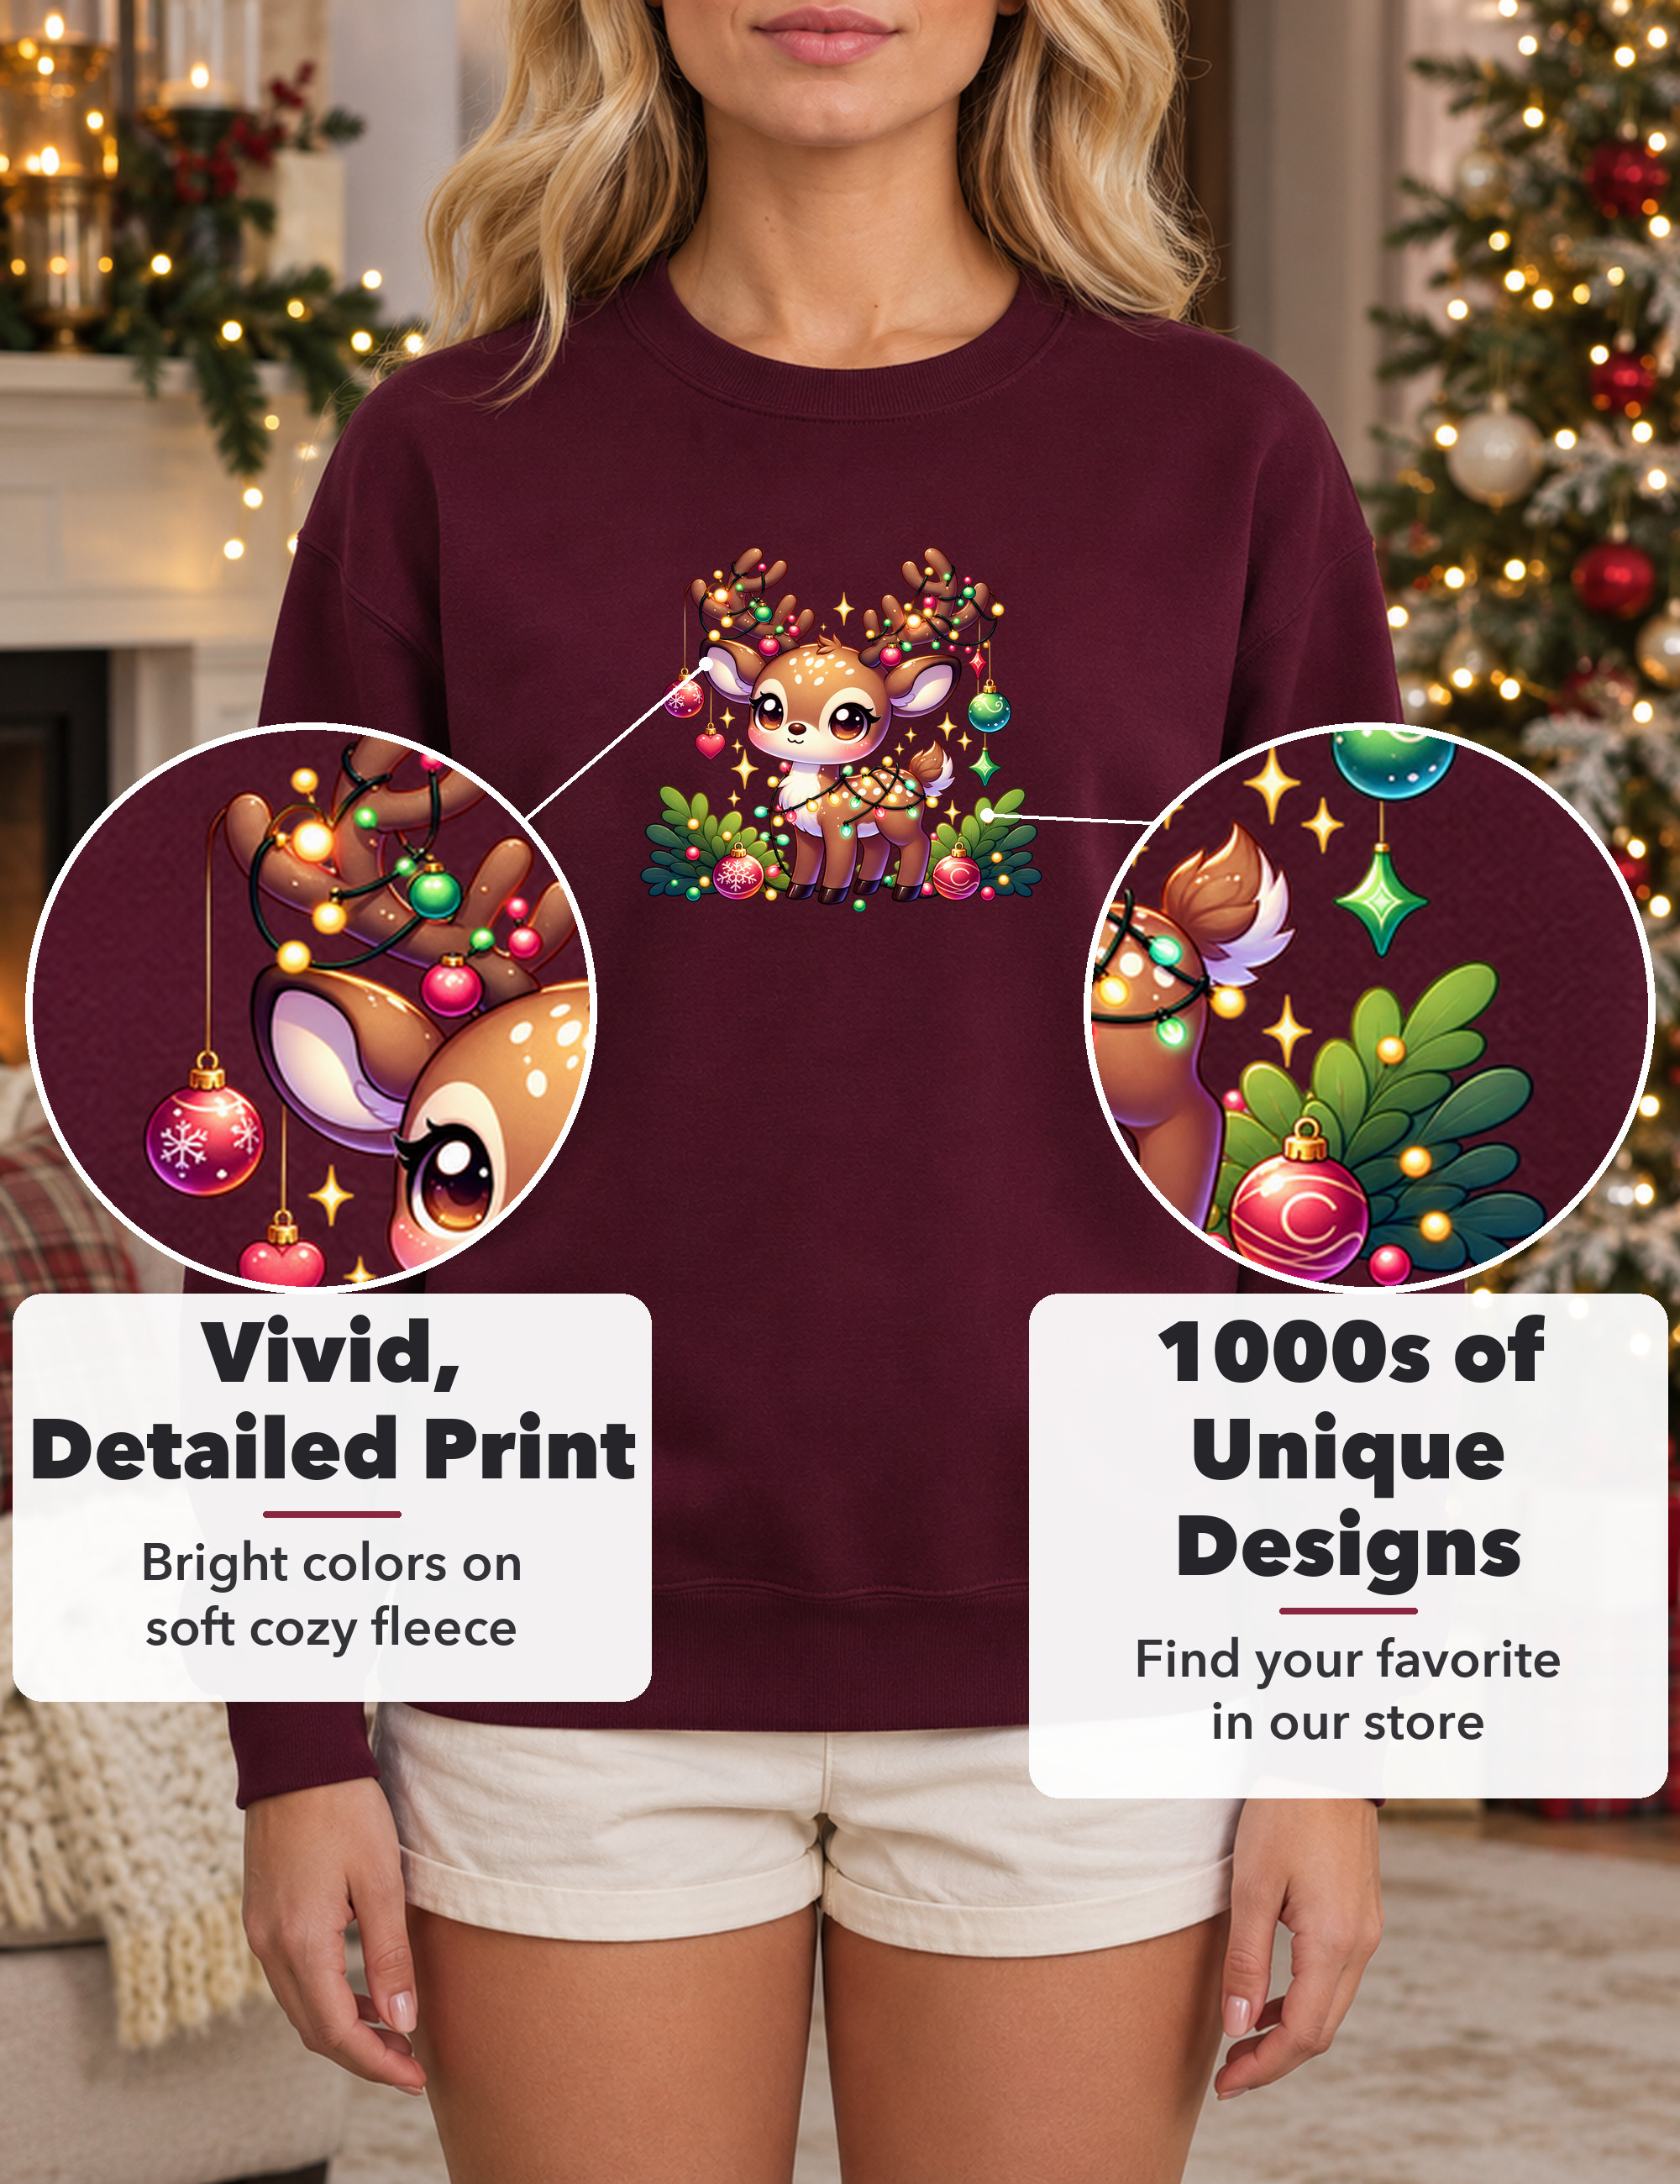 Vivid,
Detailed Print
Bright colors on
soft cozy fleece
1000s of
Unique
Designs
Find your favorite
in our store
C